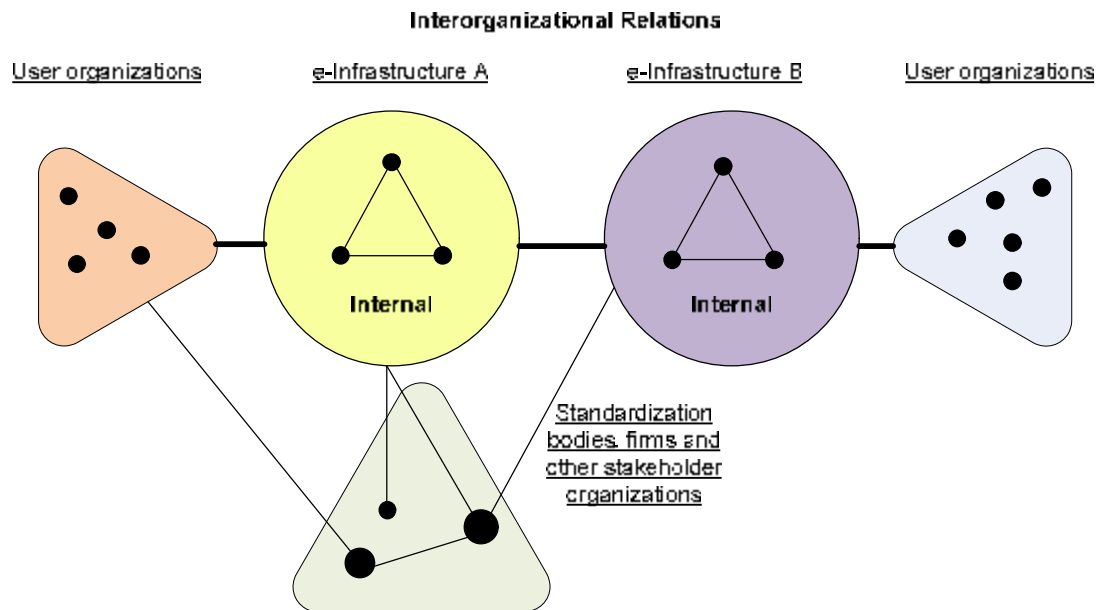 Interorganizational Relations
User organizations
e-Infrastructure A
e-Infrastructure B
User organizations
Internal
Internal
Standardization
bodies, firms and
other stakeholder
organizations